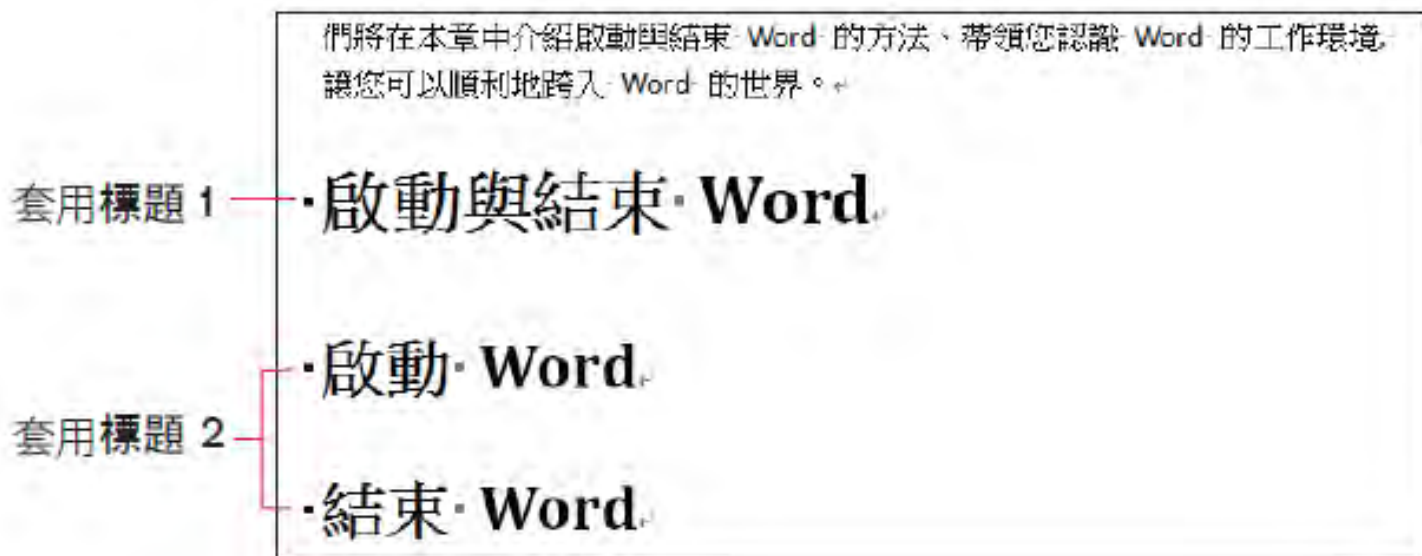 們將在本章中介紹啟動與結束 Word 的方法、帶領您認識 Word 的工作環境,
讓您可以順利地跨入 Word 的世界。
套用標題 1
啟動與結束 Word
啟動 Word
套用標題 2
結束 Word